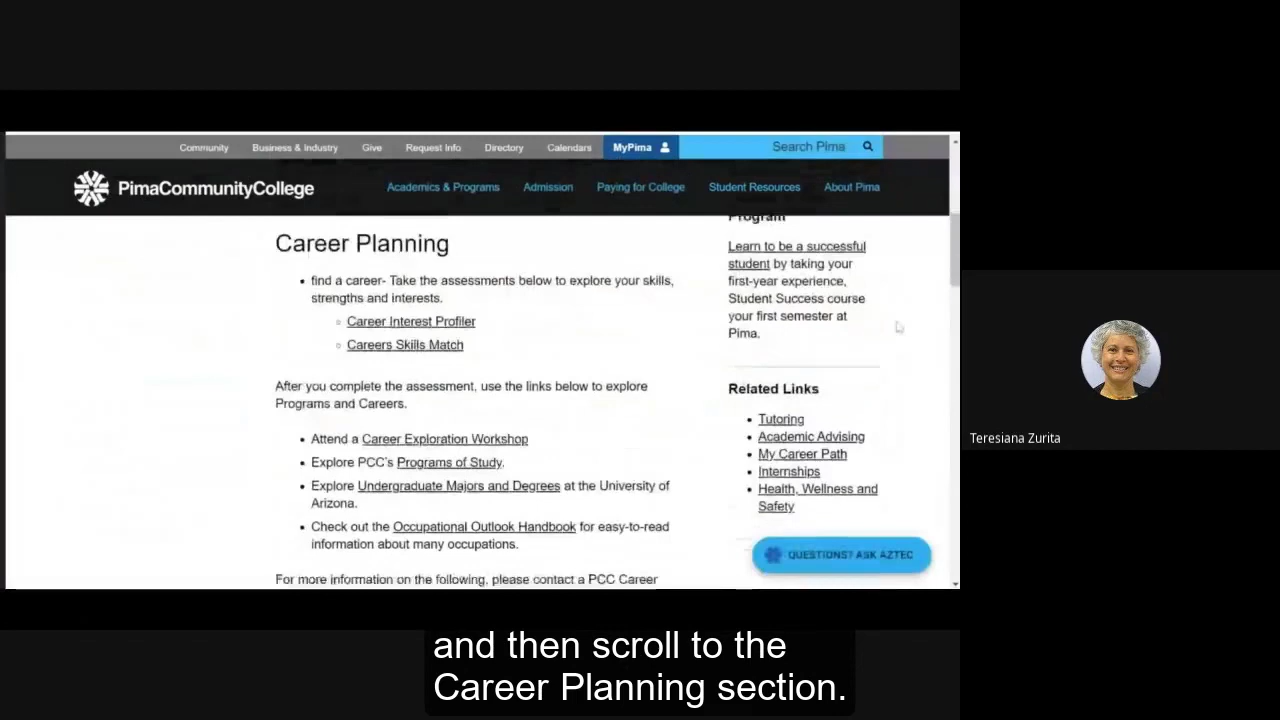 Community Business & Industry Give Request Info Directory Calendars MyPima Search Pima
PimaCommunityCollege Academics & Programs Admission Paying for College Student Resources About Pima
Career Planning
• find a career- Take the assessments below to explore your skills,
strengths and interests.
Career Interest Profiler
Careers Skills Match
After you complete the assessment, use the links below to explore
Programs and Careers.
• Attend a Career Exploration Workshop
• Explore PCC's Programs of Study.
• Explore Undergraduate Majors and Degrees at the University of
Arizona.
• Check out the Occupational Outlook Handbook for easy-to-read
information about many occupations.
For more information on the following, please contact a PCC Career
Program
Learn to be a successful
student by taking your
first-year experience,
Student Success course
your first semester at
Pima.
Related Links
• Tutoring
• Academic Advising
• My Career Path
• Internships
• Health, Wellness and
Safety
QUESTIONS? ASK AZTEC
Teresiana Zurita
and then scroll to the
Career Planning section.